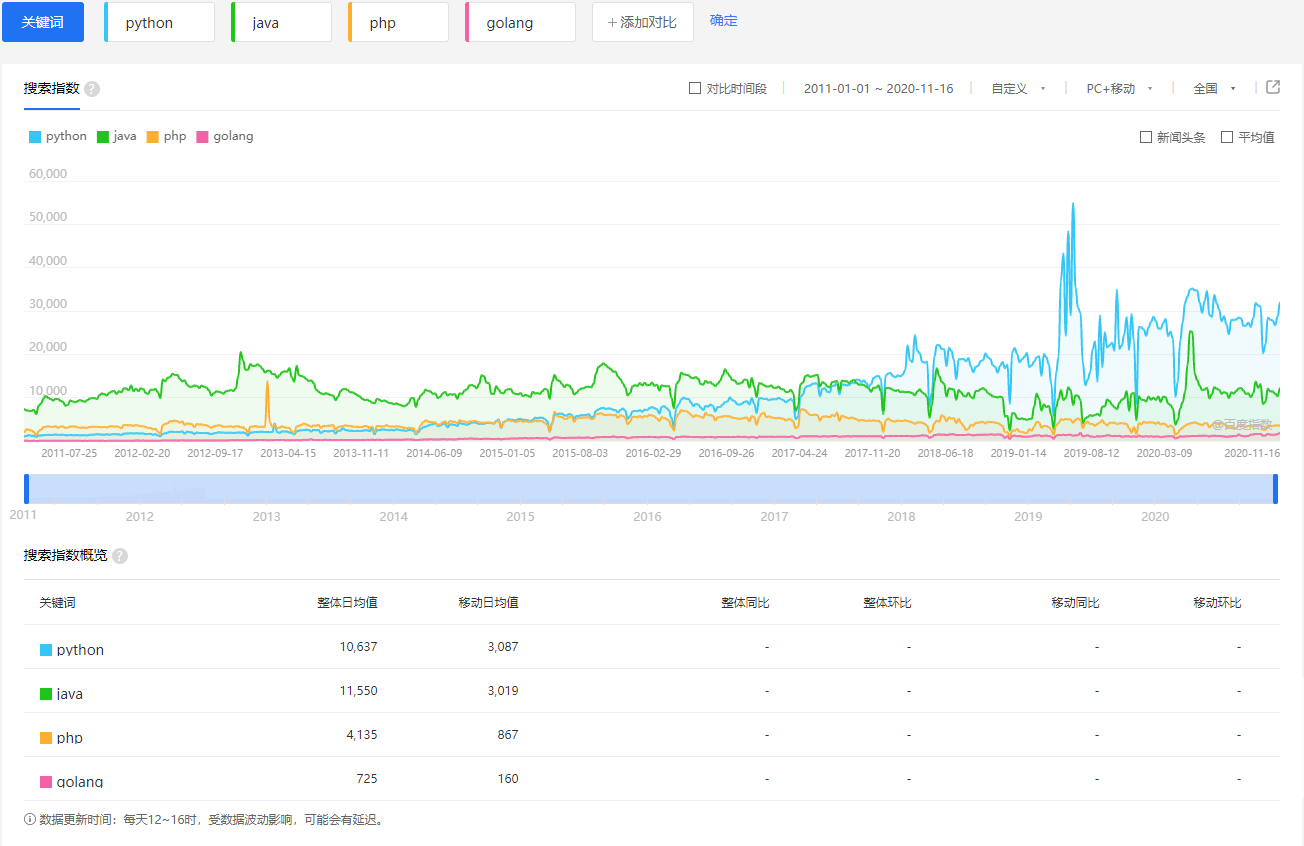 关键词 python java php golang +添加对比 确定
搜索指数 ? 对比时间段 2011-01-01 ~ 2020-11-16 自定义 PC+移动 全国
python java php golang 新闻头条 平均值
60,000
50,000
40,000
30,000
20,000
10,000
@百度指数
2011-07-25 2012-02-20 2012-09-17 2013-04-15 2013-11-11 2014-06-09 2015-01-05 2015-08-03 2016-02-29 2016-09-26 2017-04-24 2017-11-20 2018-06-18 2019-01-14 2019-08-12 2020-03-09 2020-11-16
2011 2012 2013 2014 2015 2016 2017 2018 2019 2020
搜索指数概览 ?
关键词 整体日均值 移动日均值 整体同比 整体环比 移动同比 移动环比
python 10,637 3,087 - - - -
java 11,550 3,019 - - - -
php 4,135 867 - - - -
golang 725 160 - - - -
数据更新时间：每天12~16时，受数据波动影响，可能会有延迟。